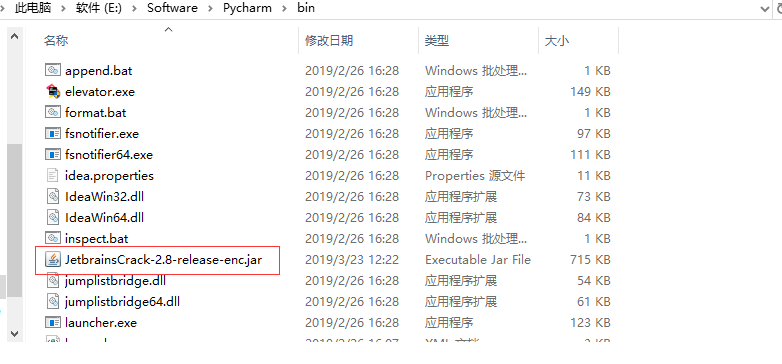 此电脑 > 软件 (E:) > Software > Pycharm > bin
名称 修改日期 类型 大小
append.bat 2019/2/26 16:28 Windows 批处理... 1 KB
elevator.exe 2019/2/26 16:28 应用程序 149 KB
format.bat 2019/2/26 16:28 Windows 批处理... 1 KB
fsnotifier.exe 2019/2/26 16:28 应用程序 97 KB
fsnotifier64.exe 2019/2/26 16:28 应用程序 111 KB
idea.properties 2019/2/26 16:28 Properties 源文件 11 KB
IdeaWin32.dll 2019/2/26 16:28 应用程序扩展 73 KB
IdeaWin64.dll 2019/2/26 16:28 应用程序扩展 84 KB
inspect.bat 2019/2/26 16:28 Windows 批处理... 1 KB
JetbrainsCrack-2.8-release-enc.jar 2019/3/23 12:22 Executable Jar File 715 KB
jumplistbridge.dll 2019/2/26 16:28 应用程序扩展 54 KB
jumplistbridge64.dll 2019/2/26 16:28 应用程序扩展 61 KB
launcher.exe 2019/2/26 16:28 应用程序 123 KB